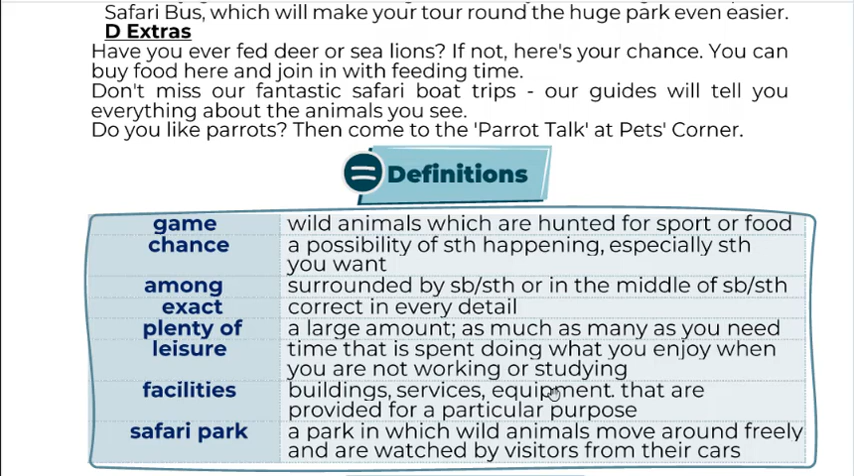 Safari Bus, which will make your tour round the huge park even easier.
D Extras
Have you ever fed deer or sea lions? If not, here's your chance. You can
buy food here and join in with feeding time.
Don't miss our fantastic safari boat trips - our guides will tell you
everything about the animals you see.
Do you like parrots? Then come to the 'Parrot Talk' at Pets' Corner.
Definitions
game wild animals which are hunted for sport or food
chance a possibility of sth happening, especially sth
you want
among surrounded by sb/sth or in the middle of sb/sth
exact correct in every detail
plenty of a large amount; as much as many as you need
leisure time that is spent doing what you enjoy when
you are not working or studying
facilities buildings, services, equipment. that are
provided for a particular purpose
safari park a park in which wild animals move around freely
and are watched by visitors from their cars